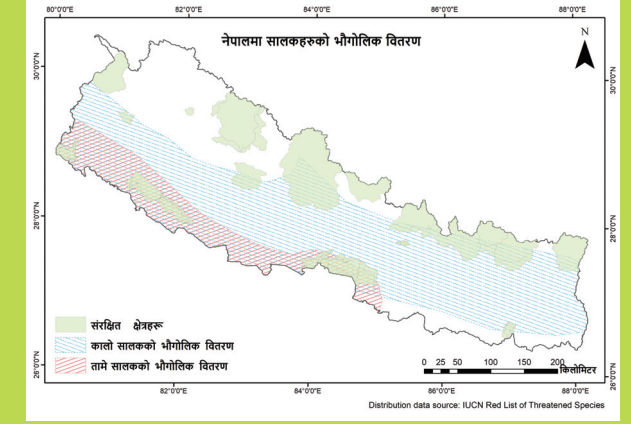 80°0'0"E 82°0'0"E 84°0'0"E 86°0'0"E 88°0'0"E
नेपालमा सालकहरुको भौगोलिक वितरण
N
30°0'0"N
30°0'0"N
28°0'0"N
28°0'0"N
26°0'0"N
26°0'0"N
संरक्षित क्षेत्रहरू
कालो सालकको भौगोलिक वितरण
तामे सालकको भौगोलिक वितरण
0 25 50 100 150 200
किलोमिटर
82°0'0"E 84°0'0"E 86°0'0"E 88°0'0"E
Distribution data source: IUCN Red List of Threatened Species